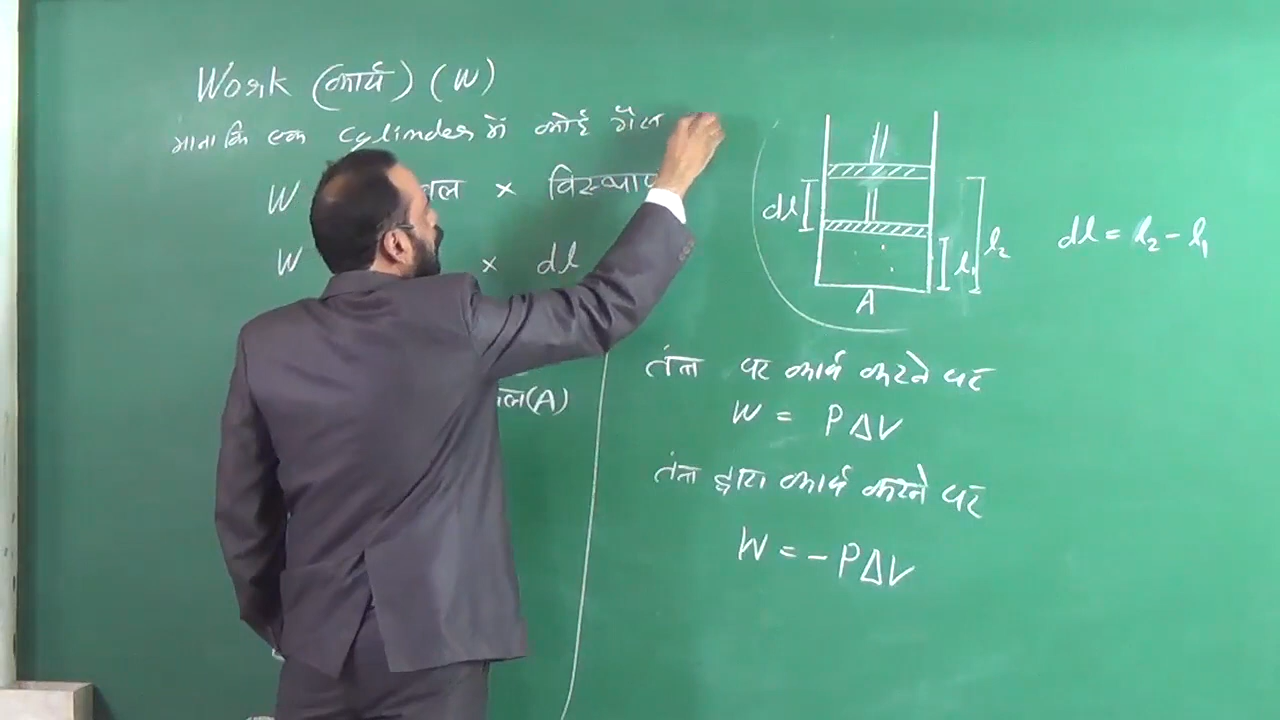 Work (कार्य) (W)
माना कि एक Cylinder में कोई गैस
W × विस्थाप
W × dl
ल(A)
dl
l₁
l₂
A
dl = l₂ - l₁
तंत्र पर कार्य करने पर
W = PΔV
तंत्र द्वारा कार्य करने पर
W = - PΔV